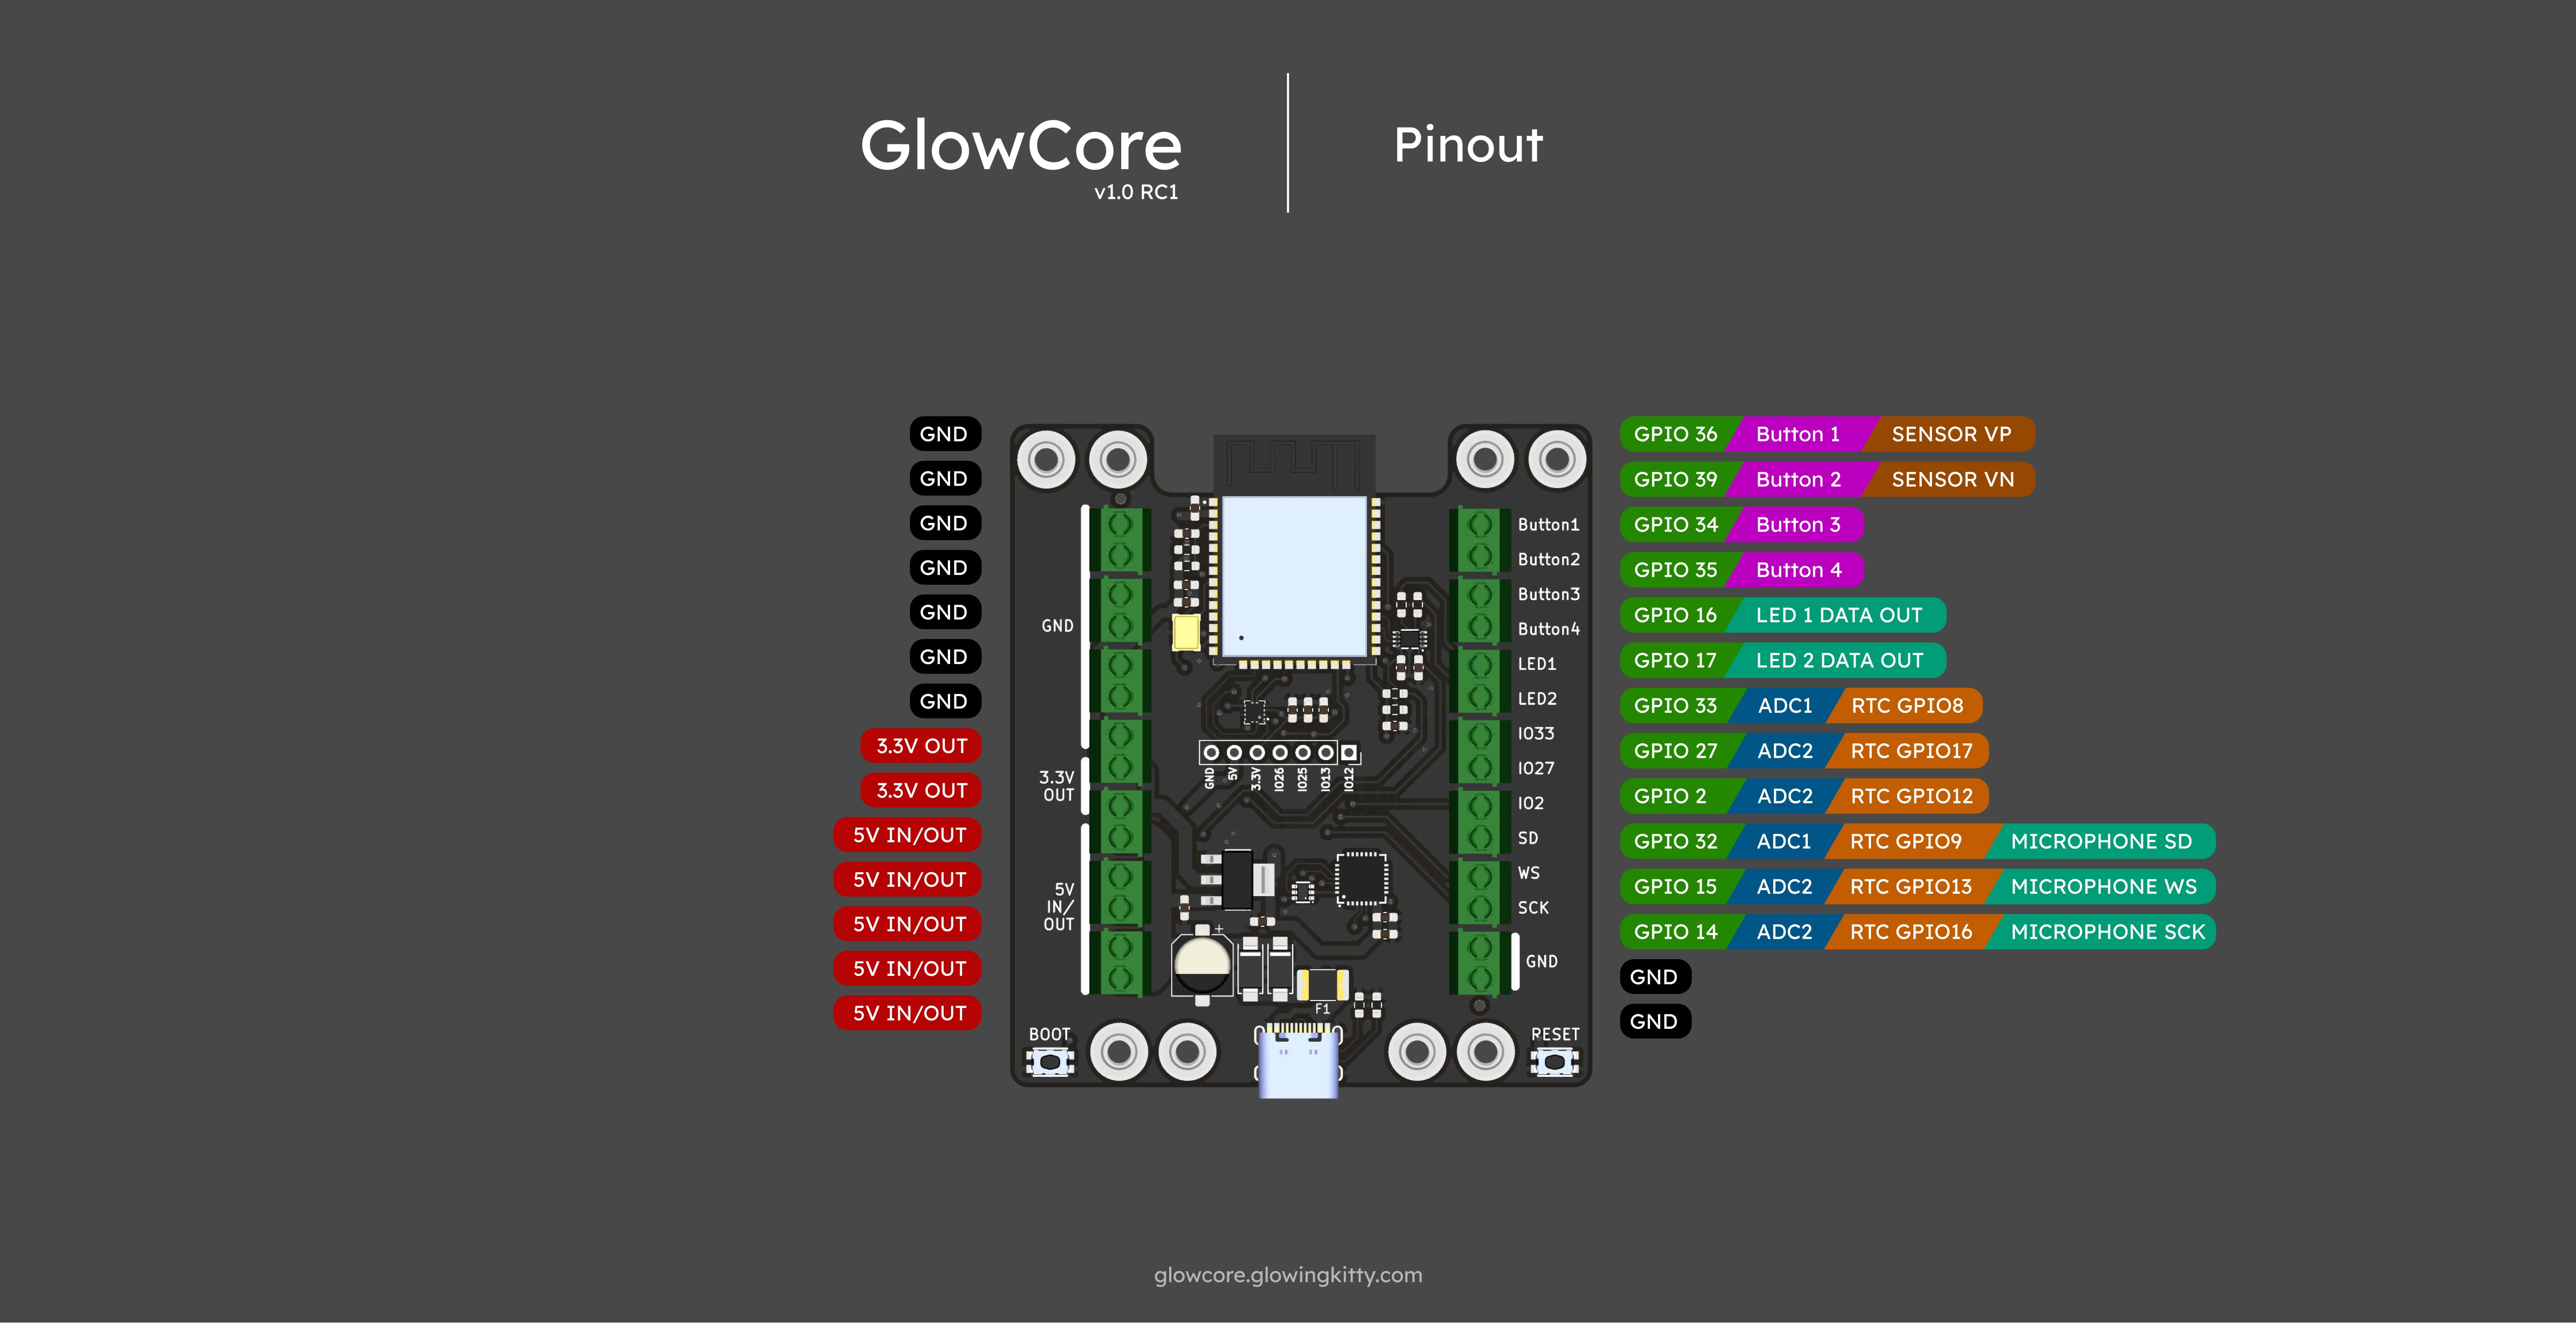 GlowCore
v1.0 RC1
Pinout
GND
GND
GND
GND
GND
GND
GND
3.3V OUT
3.3V OUT
5V IN/OUT
5V IN/OUT
5V IN/OUT
5V IN/OUT
5V IN/OUT
GND
3.3V
OUT
5V
IN/
OUT
BOOT
GND 5V 3.3V IO26 IO25 IO13 IO12
+
F1
Button1
Button2
Button3
Button4
LED1
LED2
IO33
IO27
IO2
SD
WS
SCK
GND
RESET
GPIO 36 Button 1 SENSOR VP
GPIO 39 Button 2 SENSOR VN
GPIO 34 Button 3
GPIO 35 Button 4
GPIO 16 LED 1 DATA OUT
GPIO 17 LED 2 DATA OUT
GPIO 33 ADC1 RTC GPIO8
GPIO 27 ADC2 RTC GPIO17
GPIO 2 ADC2 RTC GPIO12
GPIO 32 ADC1 RTC GPIO9 MICROPHONE SD
GPIO 15 ADC2 RTC GPIO13 MICROPHONE WS
GPIO 14 ADC2 RTC GPIO16 MICROPHONE SCK
GND
GND
glowcore.glowingkitty.com